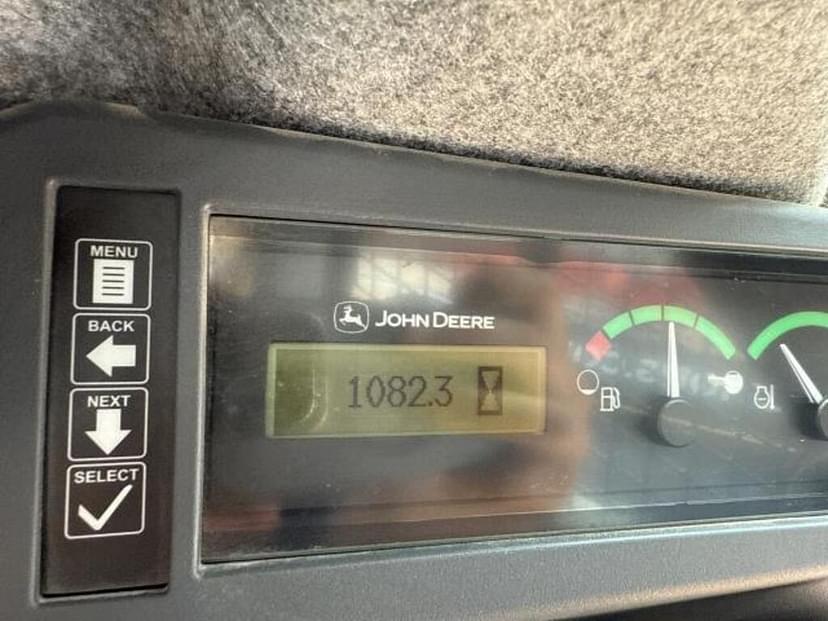 MENU
BACK
NEXT
SELECT
JOHN DEERE
1082.3